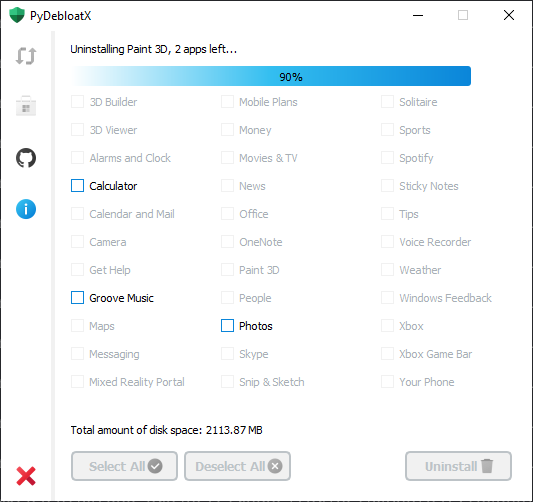 PyDebloatX
Uninstalling Paint 3D, 2 apps left...
90%
3D Builder
Mobile Plans
Solitaire
3D Viewer
Money
Sports
Alarms and Clock
Movies & TV
Spotify
Calculator
News
Sticky Notes
Calendar and Mail
Office
Tips
Camera
OneNote
Voice Recorder
Get Help
Paint 3D
Weather
Groove Music
People
Windows Feedback
Maps
Photos
Xbox
Messaging
Skype
Xbox Game Bar
Mixed Reality Portal
Snip & Sketch
Your Phone
Total amount of disk space: 2113.87 MB
Select All
Deselect All
Uninstall